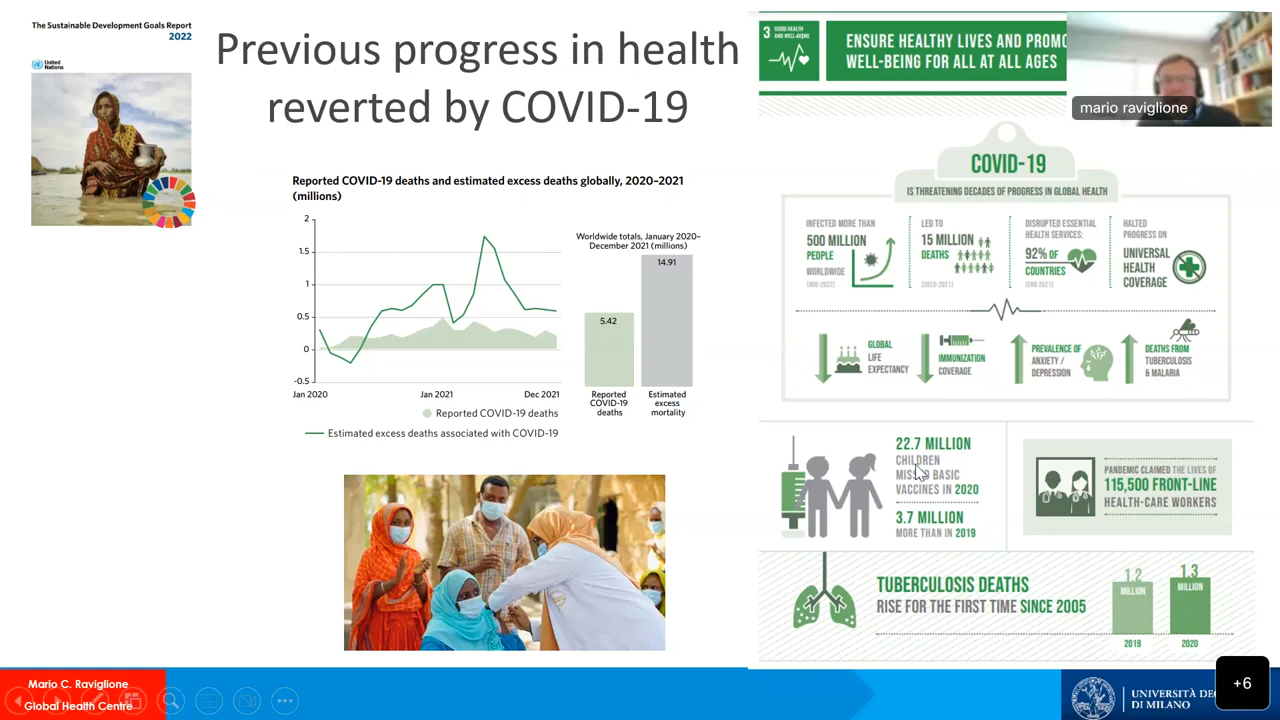 The Sustainable Development Goals Report
2022
United
Nations
Previous progress in health
reverted by COVID-19
Reported COVID-19 deaths and estimated excess deaths globally, 2020–2021
(millions)
2
1.5
1
0.5
0
-0.5
Jan 2020
Jan 2021
Dec 2021
Reported COVID-19 deaths
Estimated excess deaths associated with COVID-19
Worldwide totals, January 2020–
December 2021 (millions)
5.42
14.91
Reported
COVID-19
deaths
Estimated
excess
mortality
3 GOOD HEALTH
AND WELL-BEING
ENSURE HEALTHY LIVES AND PROMO
WELL-BEING FOR ALL AT ALL AGES
mario raviglione
COVID-19
IS THREATENING DECADES OF PROGRESS IN GLOBAL HEALTH
INFECTED MORE THAN
500 MILLION
PEOPLE
WORLDWIDE
(MID-2022)
LED TO
15 MILLION
DEATHS
(2020-2021)
DISRUPTED ESSENTIAL
HEALTH SERVICES:
92% OF
COUNTRIES
(END 2021)
HALTED
PROGRESS ON
UNIVERSAL
HEALTH
COVERAGE
GLOBAL
LIFE
EXPECTANCY
IMMUNIZATION
COVERAGE
PREVALENCE OF
ANXIETY/
DEPRESSION
DEATHS FROM
TUBERCULOSIS
& MALARIA
22.7 MILLION
CHILDREN
MISSED BASIC
VACCINES IN 2020
3.7 MILLION
MORE THAN IN 2019
PANDEMIC CLAIMED THE LIVES OF
115,500 FRONT-LINE
HEALTH-CARE WORKERS
TUBERCULOSIS DEATHS
RISE FOR THE FIRST TIME SINCE 2005
1.2
MILLION
2019
1.3
MILLION
2020
Mario C. Raviglione
Global Health Centre
UNIVERSITÀ DEG
DI MILANO
+6